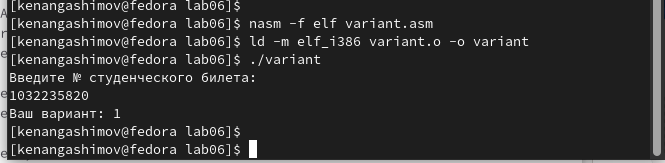 [kenangashimov@fedora lab06]$
[kenangashimov@fedora lab06]$ nasm -f elf variant.asm
[kenangashimov@fedora lab06]$ ld -m elf_i386 variant.o -o variant
[kenangashimov@fedora lab06]$ ./variant
Введите № студенческого билета:
1032235820
Ваш вариант: 1
[kenangashimov@fedora lab06]$
[kenangashimov@fedora lab06]$